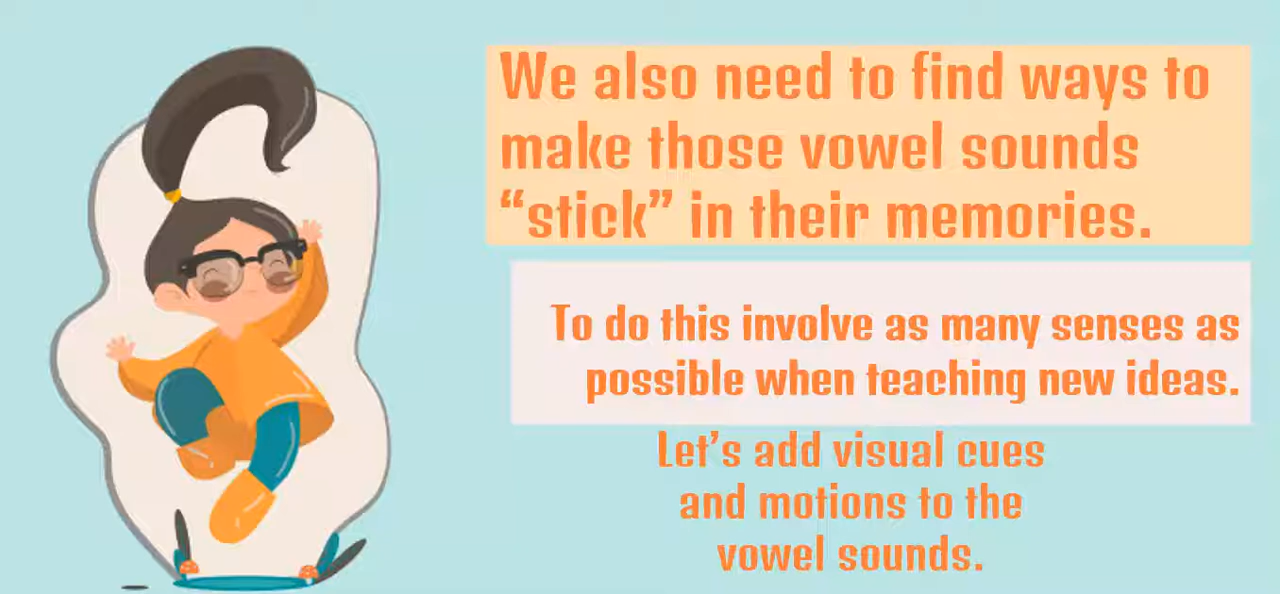 We also need to find ways to
make those vowel sounds
“stick” in their memories.
To do this involve as many senses as
possible when teaching new ideas.
Let’s add visual cues
and motions to the
vowel sounds.